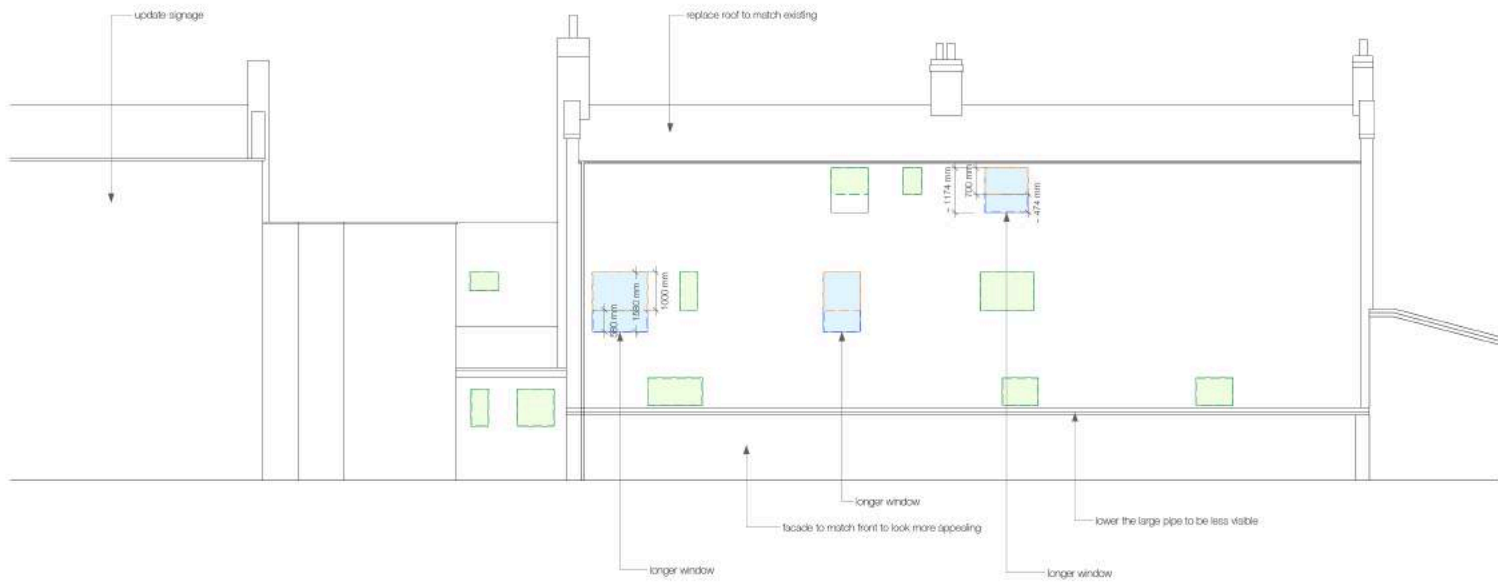 update signage
replace roof to match existing
~ 1174 mm
700 mm
~ 474 mm
580 mm
1580 mm
1000 mm
longer window
facade to match front to look more appealing
lower the large pipe to be less visible
longer window
longer window